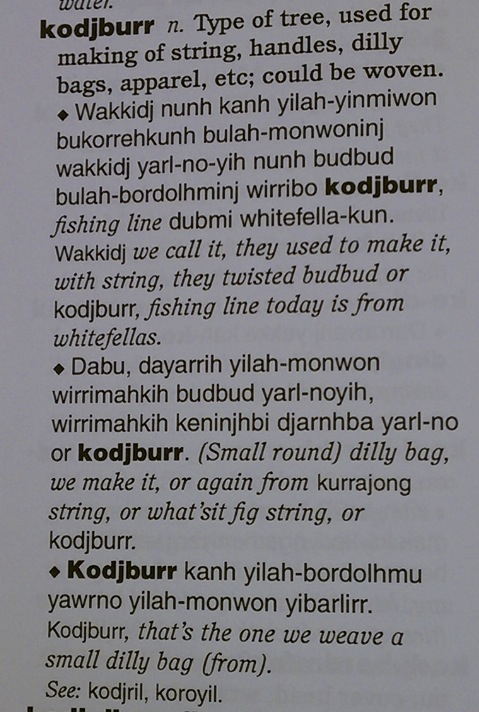 water.
kodjburr n. Type of tree, used for
making of string, handles, dilly
bags, apparel, etc; could be woven.
◆ Wakkidj nunh kanh yilah-yinmiwon
bukorrehkunh bulah-monwoninj
wakkidj yarl-no-yih nunh budbud
bulah-bordolhminj wirribo kodjburr,
fishing line dubmi whitefella-kun.
Wakkidj we call it, they used to make it,
with string, they twisted budbud or
kodjburr, fishing line today is from
whitefellas.
◆ Dabu, dayarrih yilah-monwon
wirrimahkih budbud yarl-noyih,
wirrimahkih keninjhbi djarnhba yarl-no
or kodjburr. (Small round) dilly bag,
we make it, or again from kurrajong
string, or what'sit fig string, or
kodjburr.
◆ Kodjburr kanh yilah-bordolhmu
yawrno yilah-monwon yibarlirr.
Kodjburr, that's the one we weave a
small dilly bag (from).
See: kodjril, koroyil.